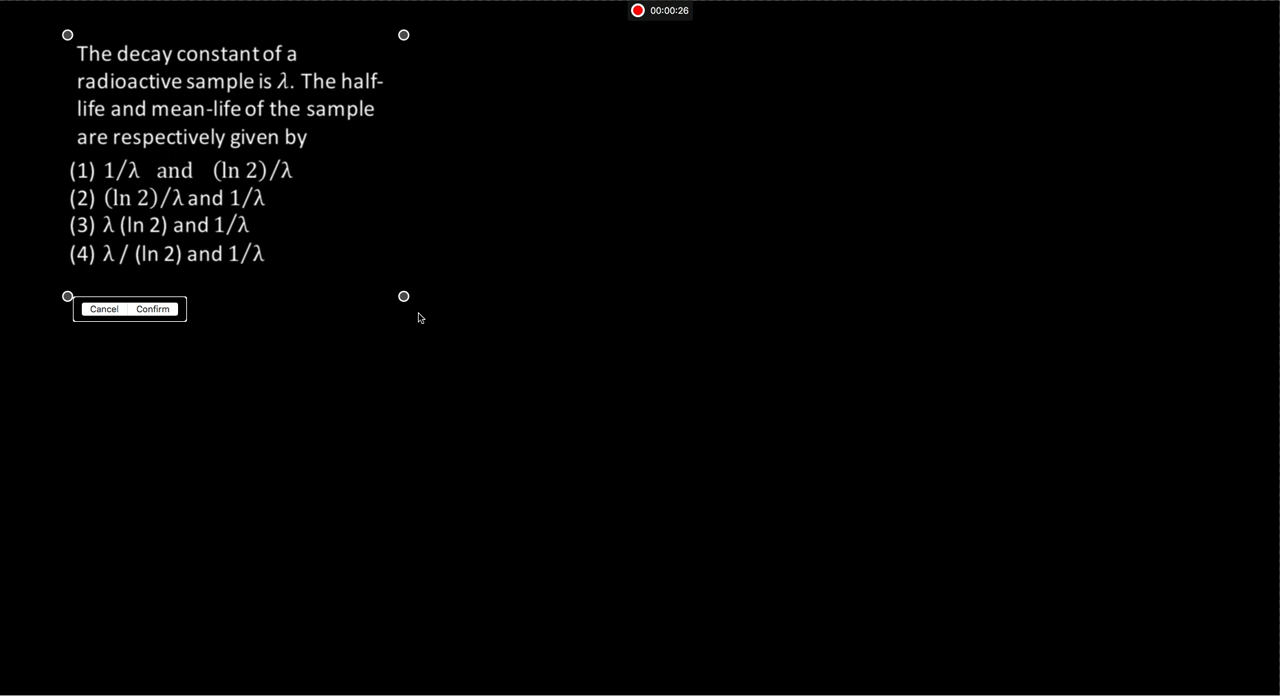 00:00:26
The decay constant of a
radioactive sample is λ. The half-
life and mean-life of the sample
are respectively given by
(1) 1/λ and (ln 2)/λ
(2) (ln 2)/λ and 1/λ
(3) λ (ln 2) and 1/λ
(4) λ / (ln 2) and 1/λ
Cancel Confirm